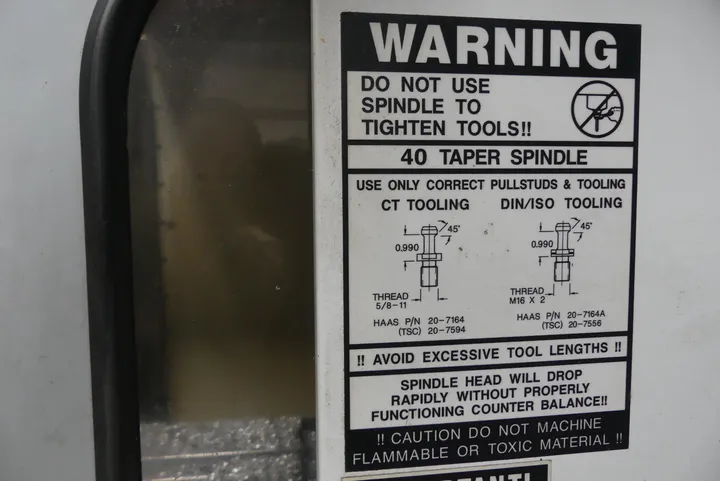 WARNING
DO NOT USE
SPINDLE TO
TIGHTEN TOOLS!!
40 TAPER SPINDLE
USE ONLY CORRECT PULLSTUDS & TOOLING
CT TOOLING DIN/ISO TOOLING
45° 45°
0.990 0.990
THREAD THREAD
5/8-11 M16 X 2
HAAS P/N 20-7164 HAAS P/N 20-7164A
(TSC) 20-7594 (TSC) 20-7556
!! AVOID EXCESSIVE TOOL LENGTHS !!
SPINDLE HEAD WILL DROP
RAPIDLY WITHOUT PROPERLY
FUNCTIONING COUNTER BALANCE!!
!! CAUTION DO NOT MACHINE
FLAMMABLE OR TOXIC MATERIAL !!